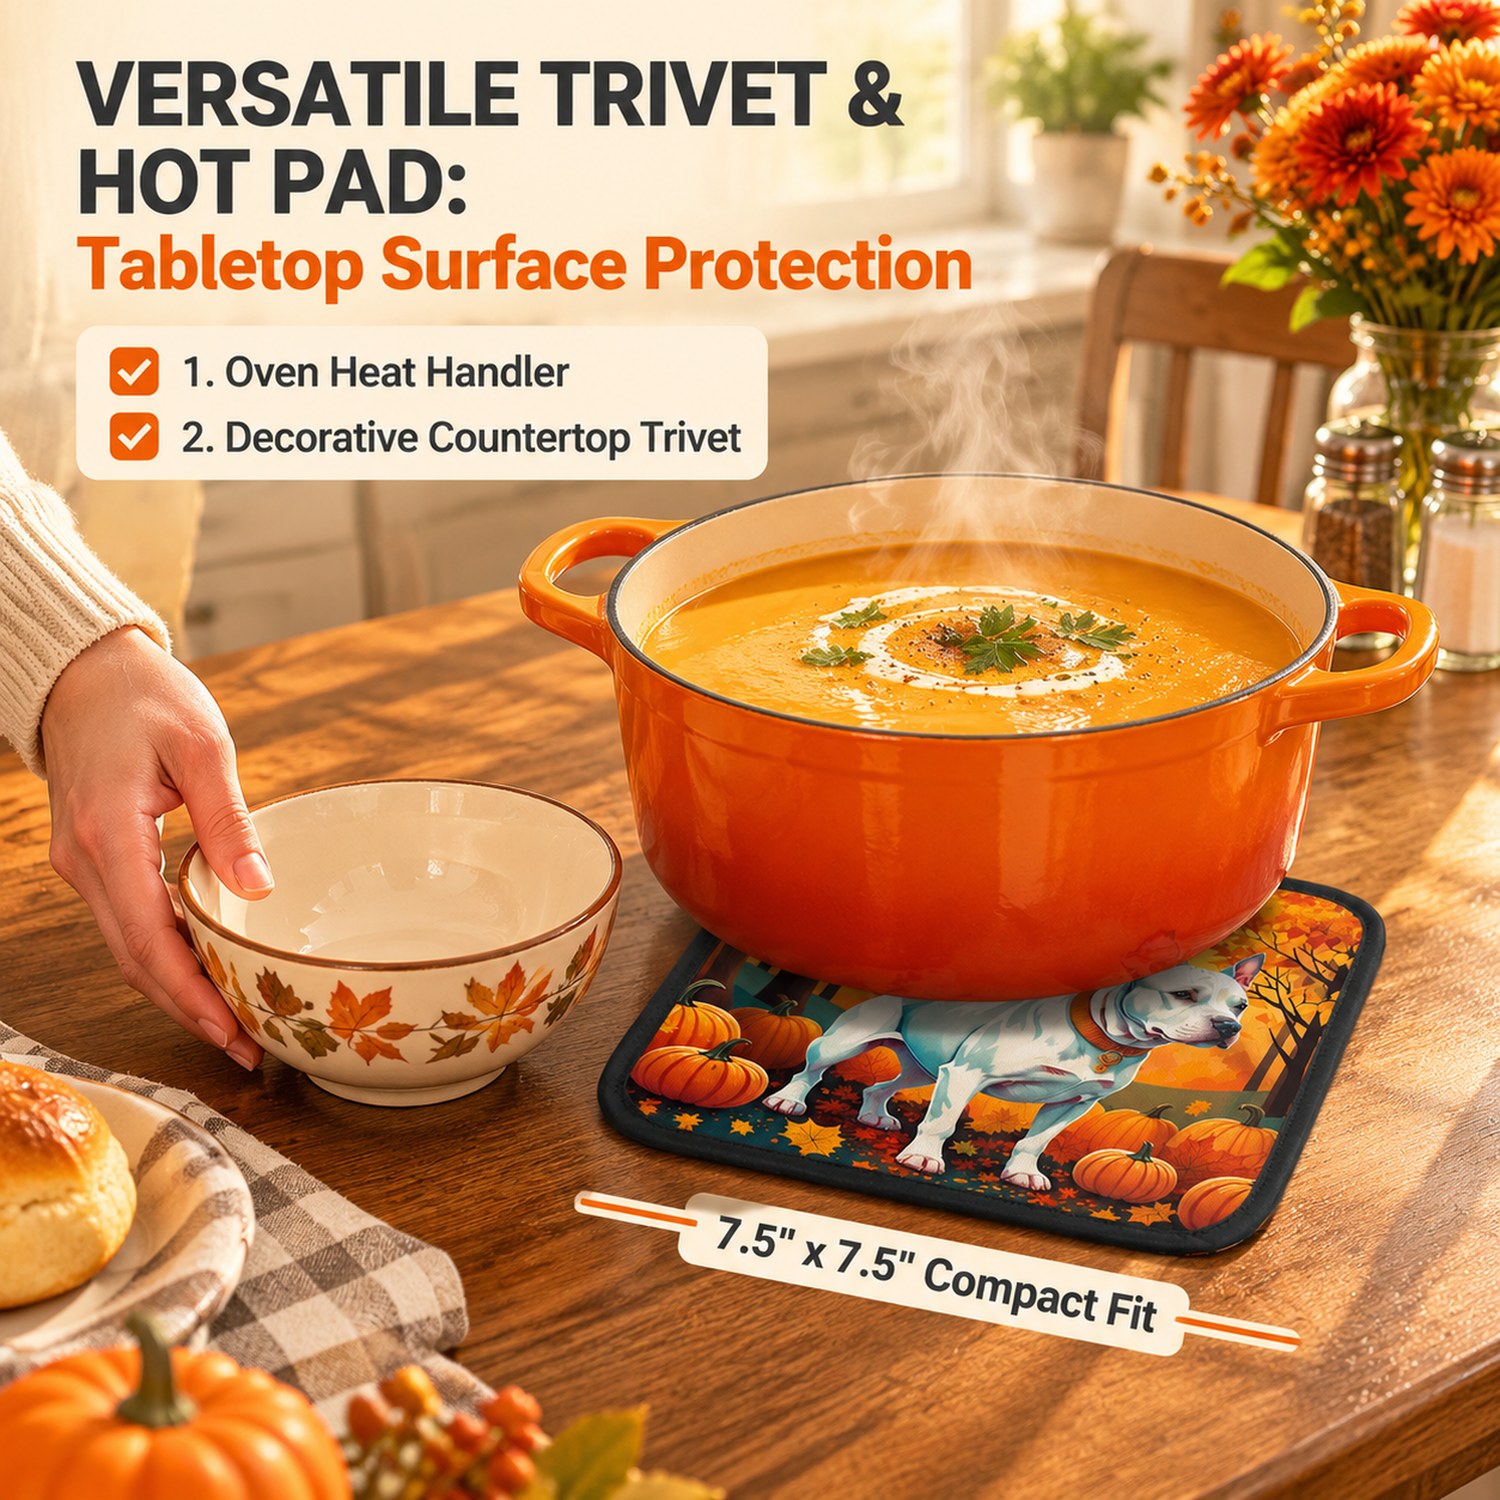 VERSATILE TRIVET &
HOT PAD:
Tabletop Surface Protection
1. Oven Heat Handler
2. Decorative Countertop Trivet
7.5" x 7.5" Compact Fit